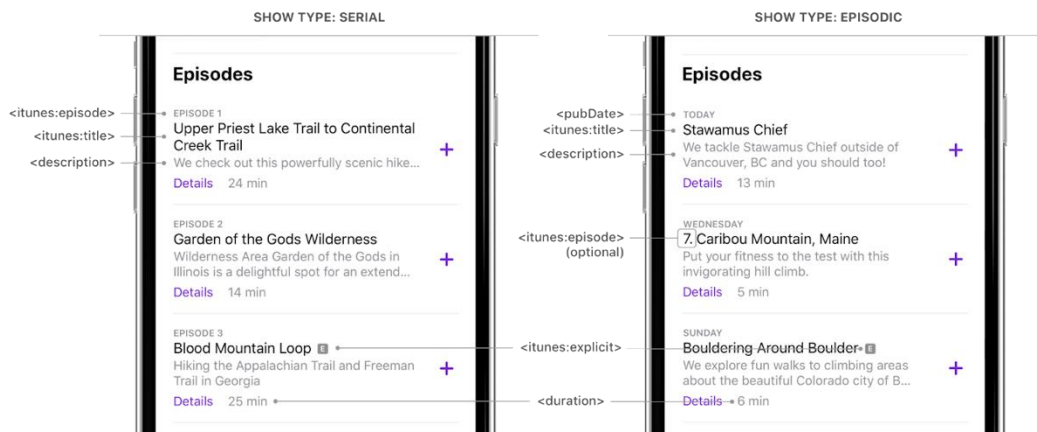 SHOW TYPE: SERIAL
SHOW TYPE: EPISODIC
Episodes
<itunes:episode>
EPISODE 1
<itunes:title>
Upper Priest Lake Trail to Continental
Creek Trail
<description>
We check out this powerfully scenic hike...
Details 24 min
EPISODE 2
Garden of the Gods Wilderness
Wilderness Area Garden of the Gods in
Illinois is a delightful spot for an extend...
Details 14 min
EPISODE 3
Blood Mountain Loop E
Hiking the Appalachian Trail and Freeman
Trail in Georgia
Details 25 min
Episodes
<pubDate>
TODAY
<itunes:title>
Stawamus Chief
<description>
We tackle Stawamus Chief outside of
Vancouver, BC and you should too!
Details 13 min
WEDNESDAY
<itunes:episode>
(optional)
7. Caribou Mountain, Maine
Put your fitness to the test with this
invigorating hill climb.
Details 5 min
SUNDAY
<itunes:explicit>
Bouldering Around Boulder E
We explore fun walks to climbing areas
about the beautiful Colorado city of B...
<duration>
Details 6 min